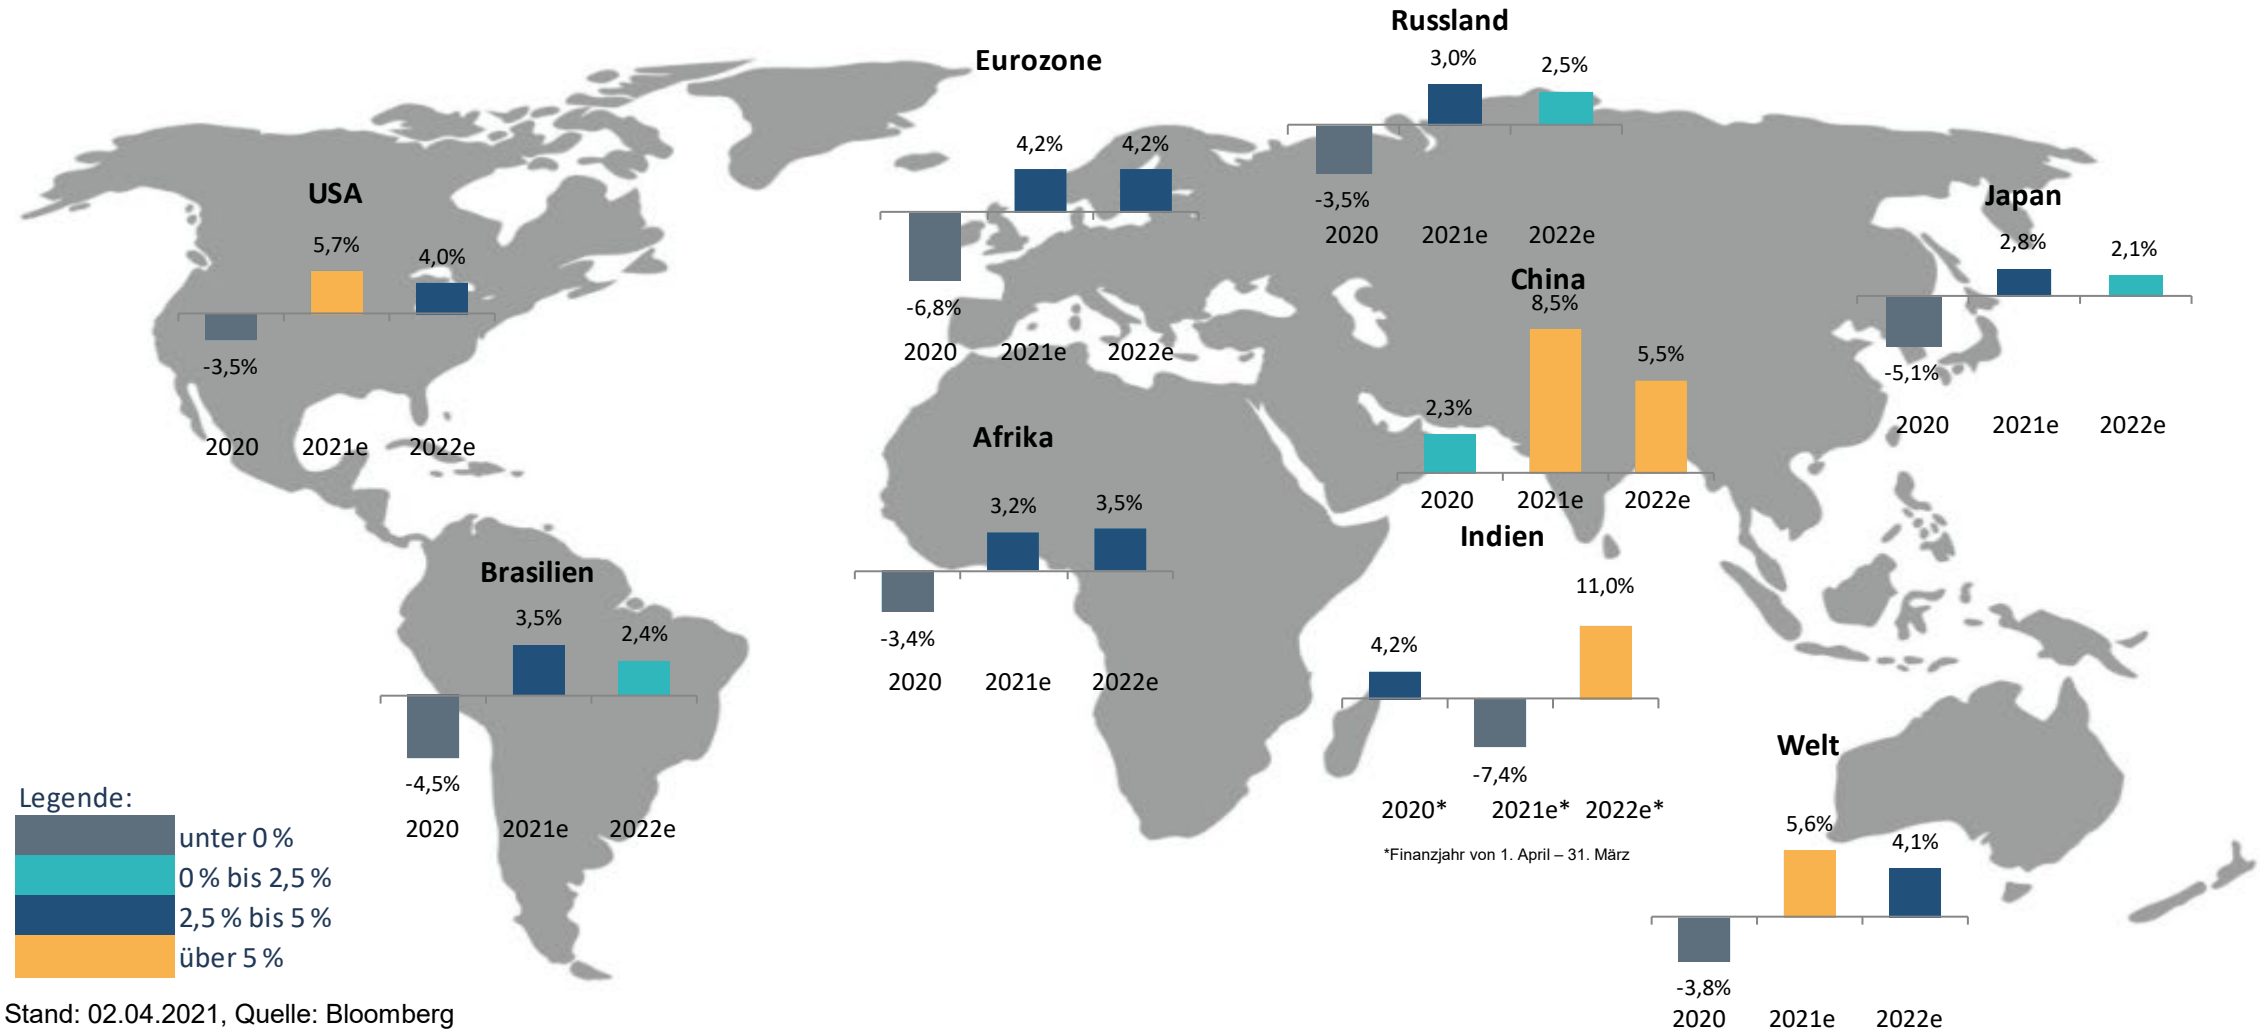 Russland
3,0% 2,5%
-3,5%
2020 2021e 2022e
Eurozone
4,2% 4,2%
-6,8%
2020 2021e 2022e
USA
5,7% 4,0%
-3,5%
2020 2021e 2022e
Japan
2,8% 2,1%
-5,1%
2020 2021e 2022e
China
8,5%
5,5%
2,3%
2020 2021e 2022e
Afrika
3,2% 3,5%
-3,4%
2020 2021e 2022e
Indien
11,0%
4,2%
-7,4%
2020* 2021e* 2022e*
*Finanzjahr von 1. April – 31. März
Brasilien
3,5% 2,4%
-4,5%
2020 2021e 2022e
Welt
5,6% 4,1%
-3,8%
2020 2021e 2022e
Legende:
unter 0 %
0 % bis 2,5 %
2,5 % bis 5 %
über 5 %
Stand: 02.04.2021, Quelle: Bloomberg